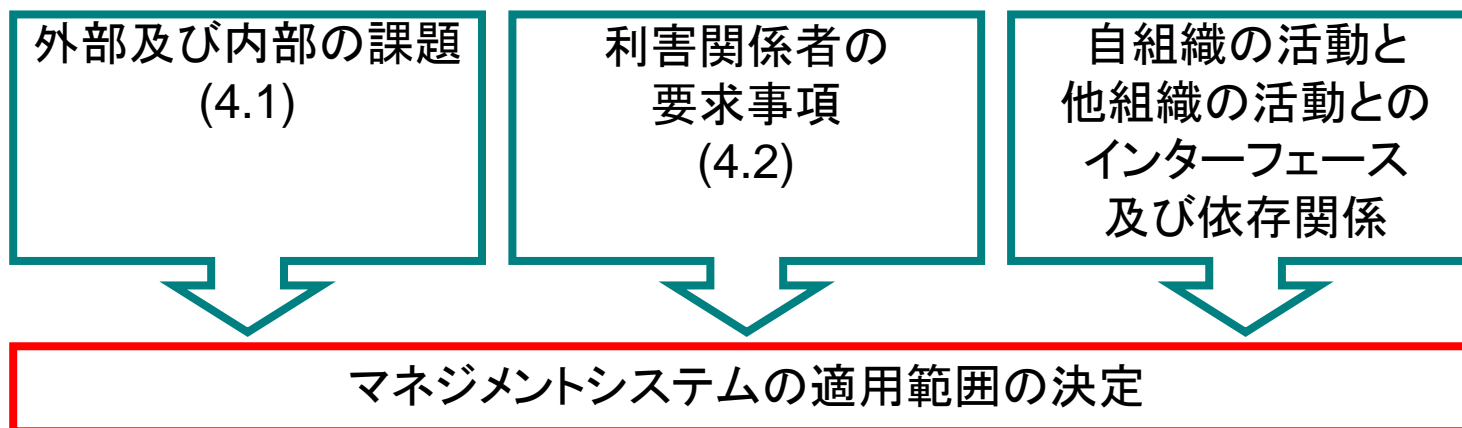 外部及び内部の課題
(4.1)
利害関係者の
要求事項
(4.2)
自組織の活動と
他組織の活動との
インターフェース
及び依存関係
マネジメントシステムの適用範囲の決定